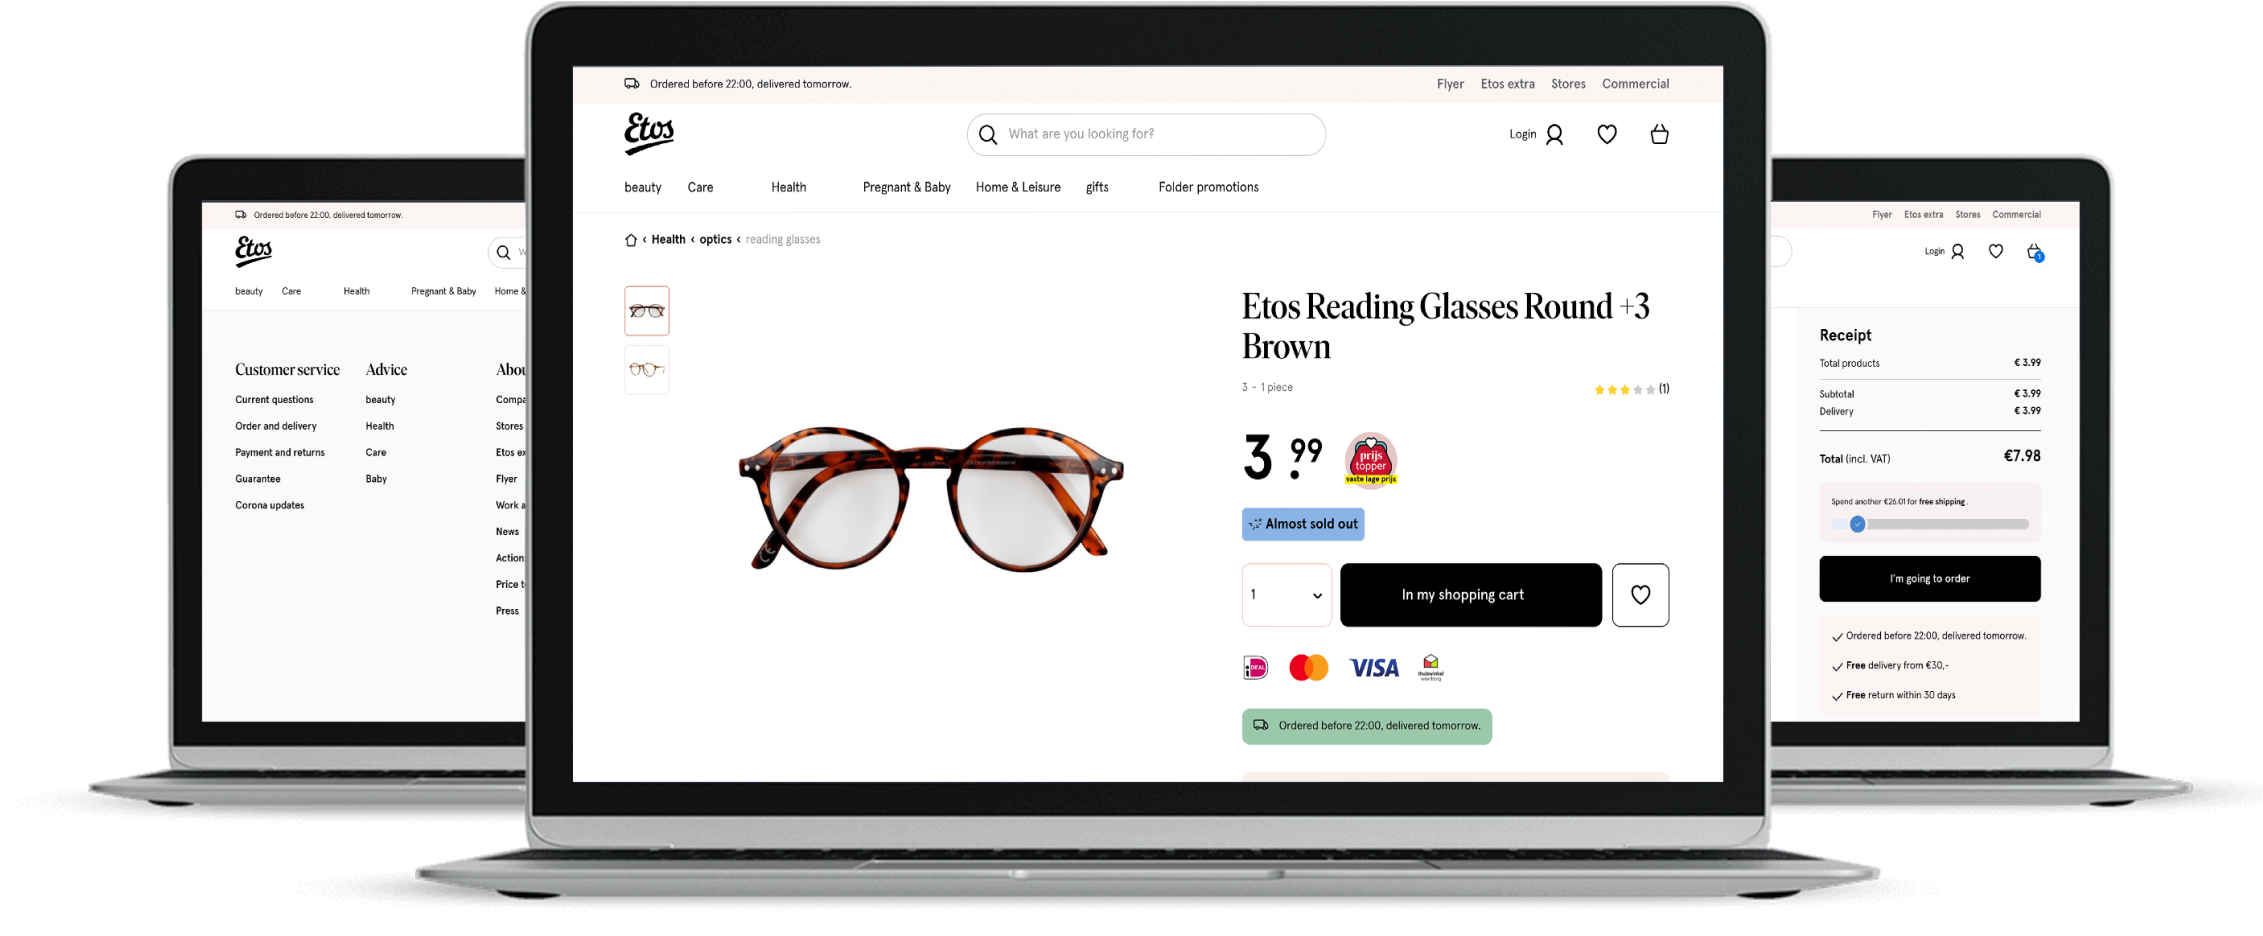 Ordered before 22:00, delivered tomorrow.
Etos
W
beauty Care Health Pregnant & Baby Home &
Customer service
Current questions
Order and delivery
Payment and returns
Guarantee
Corona updates
Advice
beauty
Health
Care
Baby
Abou
Compa
Stores
Etos ex
Flyer
Work a
News
Action
Price t
Press
Ordered before 22:00, delivered tomorrow.
Flyer Etos extra Stores Commercial
Etos
What are you looking for?
Login
beauty Care Health Pregnant & Baby Home & Leisure gifts Folder promotions
‹ Health ‹ optics ‹ reading glasses
Etos Reading Glasses Round +3
Brown
3 - 1 piece
(1)
3.99
prijs
topper
vaste lage prijs
Almost sold out
1
In my shopping cart
iDEAL
VISA
thuiswinkel
waarborg
Ordered before 22:00, delivered tomorrow.
Flyer Etos extra Stores Commercial
Login
1
Receipt
Total products € 3.99
Subtotal € 3.99
Delivery € 3.99
Total (incl. VAT) €7.98
Spend another €26.01 for free shipping .
I'm going to order
Ordered before 22:00, delivered tomorrow.
Free delivery from €30,-
Free return within 30 days